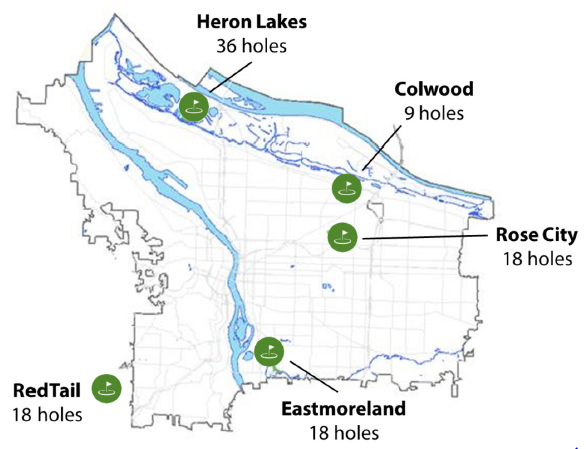 Heron Lakes
36 holes
Colwood
9 holes
Rose City
18 holes
RedTail
18 holes
Eastmoreland
18 holes